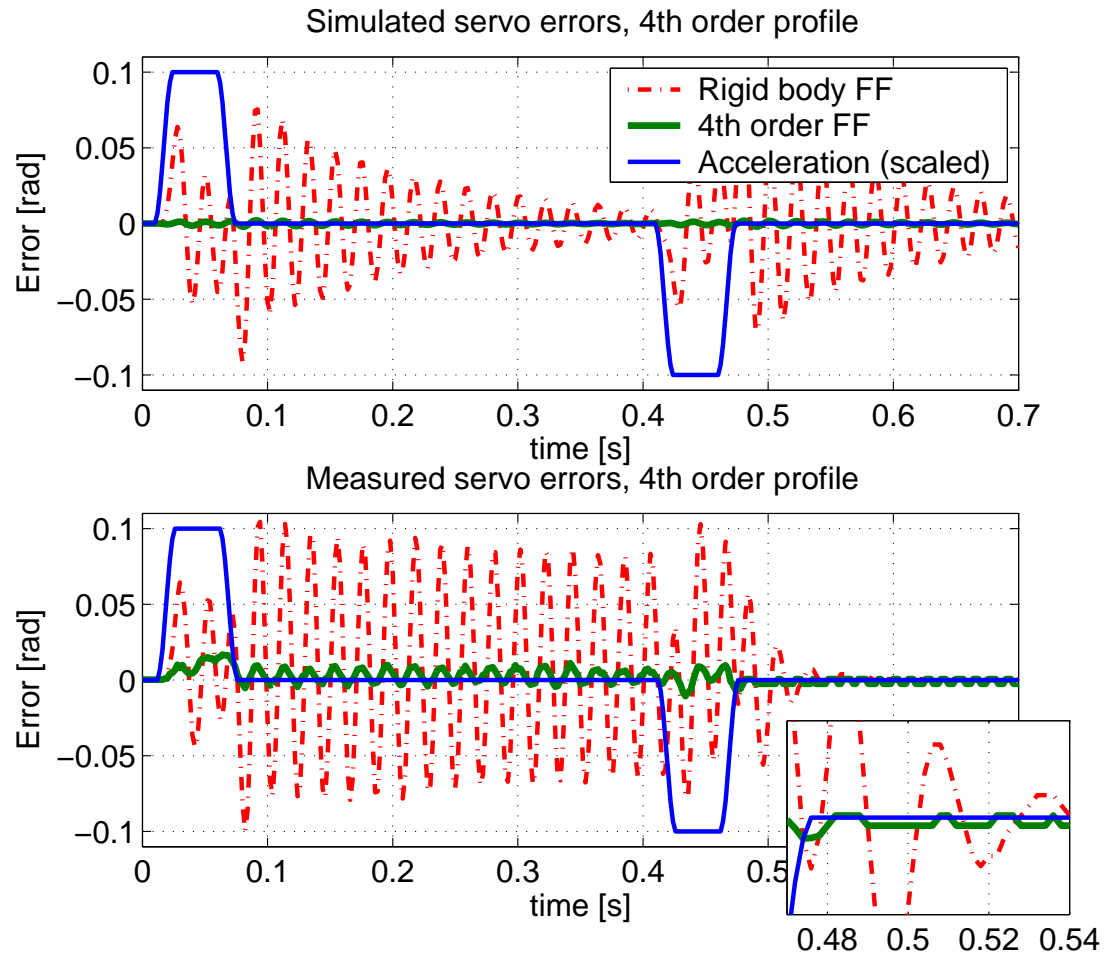 Simulated servo errors, 4th order profile
0.1
0.05
0
−0.05
−0.1
Error [rad]
Rigid body FF
4th order FF
Acceleration (scaled)
0 0.1 0.2 0.3 0.4 0.5 0.6 0.7
time [s]
Measured servo errors, 4th order profile
0.1
0.05
0
−0.05
−0.1
Error [rad]
0 0.1 0.2 0.3 0.4 0.5
time [s]
0.48 0.5 0.52 0.54